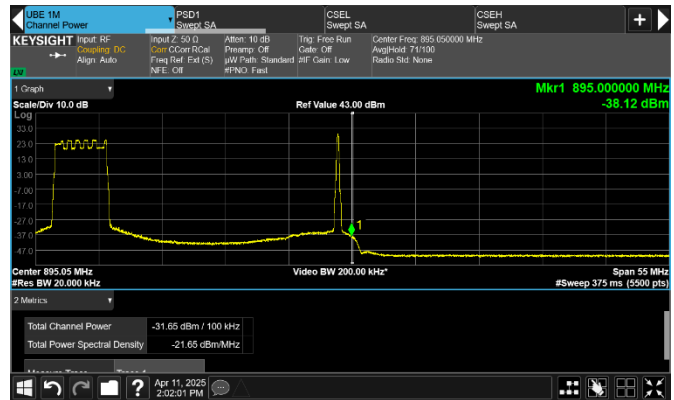 UBE 1M
Channel Power
PSD1
Swept SA
CSEL
Swept SA
CSEH
Swept SA
KEYSIGHT
Input: RF
Coupling: DC
Align: Auto
Input Z: 50 Ω
Corr CCorr RCal
Freq Ref: Ext (S)
NFE: Off
Atten: 10 dB
Preamp: Off
µW Path: Standard
#PNO: Fast
Trig: Free Run
Gate: Off
#IF Gain: Low
Center Freq: 895.050000 MHz
Avg|Hold: 71/100
Radio Std: None
1 Graph
Mkr1 895.000000 MHz
-38.12 dBm
Scale/Div 10.0 dB
Ref Value 43.00 dBm
Log
33.0
23.0
13.0
3.00
-7.00
-17.0
-27.0
-37.0
-47.0
1
Center 895.05 MHz
Video BW 200.00 kHz*
Span 55 MHz
#Res BW 20.000 kHz
#Sweep 375 ms (5500 pts)
2 Metrics
Total Channel Power
-31.65 dBm / 100 kHz
Total Power Spectral Density
-21.65 dBm/MHz
Apr 11, 2025
2:02:01 PM